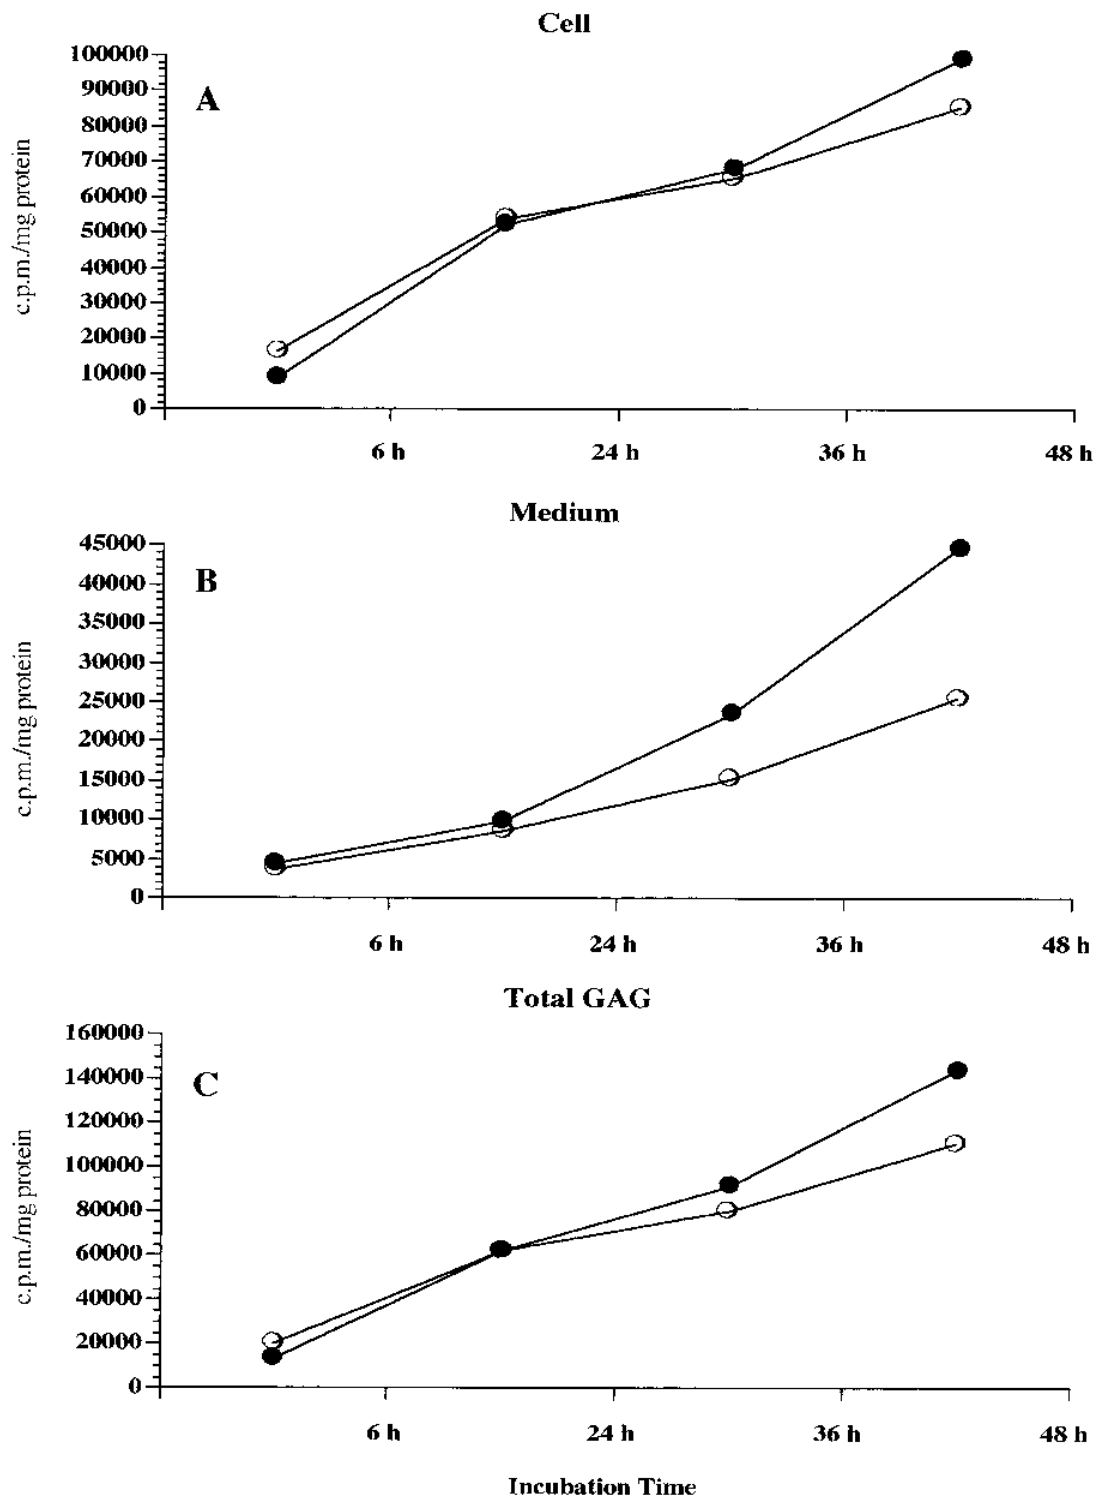 Cell
A
100000
90000
80000
70000
60000
50000
40000
30000
20000
10000
0
c.p.m./mg protein
6 h 24 h 36 h 48 h
Medium
B
45000
40000
35000
30000
25000
20000
15000
10000
5000
0
c.p.m./mg protein
6 h 24 h 36 h 48 h
Total GAG
C
160000
140000
120000
100000
80000
60000
40000
20000
0
c.p.m./mg protein
6 h 24 h 36 h 48 h
Incubation Time